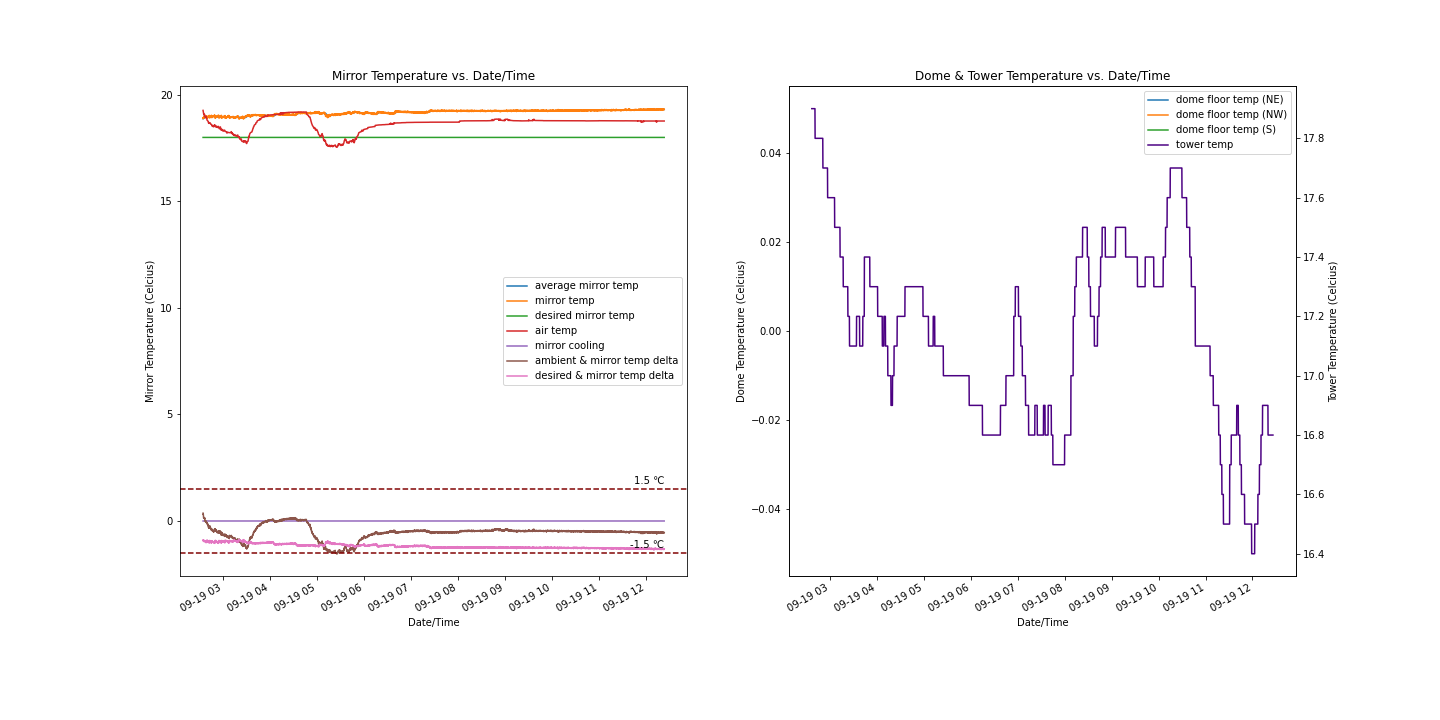 Mirror Temperature vs. Date/Time
20
15
10
5
0
Mirror Temperature (Celcius)
average mirror temp
mirror temp
desired mirror temp
air temp
mirror cooling
ambient & mirror temp delta
desired & mirror temp delta
1.5 °C
-1.5 °C
09-19 03
09-19 04
09-19 05
09-19 06
09-19 07
09-19 08
09-19 09
09-19 10
09-19 11
09-19 12
Date/Time
Dome & Tower Temperature vs. Date/Time
dome floor temp (NE)
dome floor temp (NW)
dome floor temp (S)
tower temp
0.04
0.02
0.00
−0.02
−0.04
Dome Temperature (Celcius)
17.8
17.6
17.4
17.2
17.0
16.8
16.6
16.4
Tower Temperature (Celcius)
09-19 03
09-19 04
09-19 05
09-19 06
09-19 07
09-19 08
09-19 09
09-19 10
09-19 11
09-19 12
Date/Time